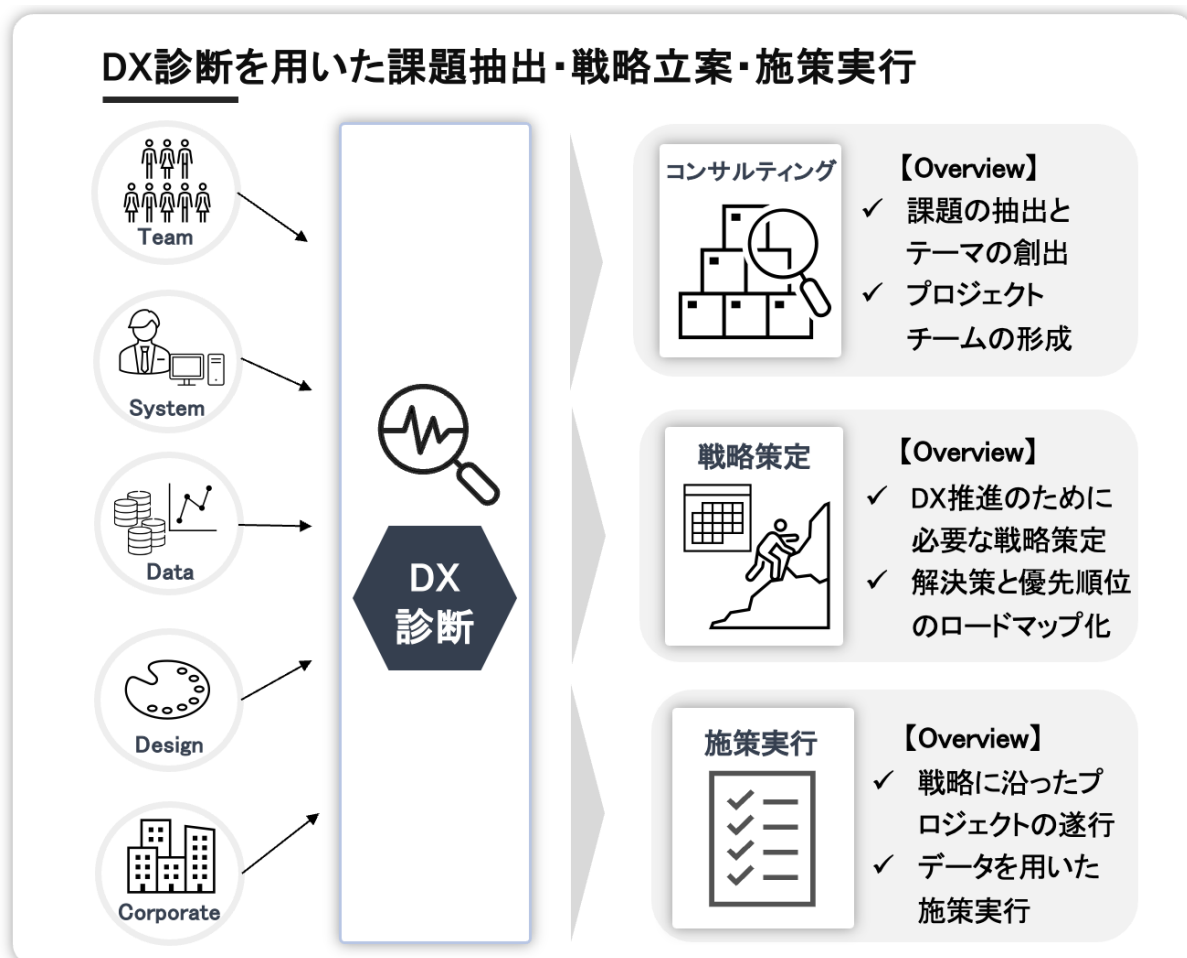 DX診断を用いた課題抽出・戦略立案・施策実行
Team
System
Data
Design
Corporate
DX
診断
コンサルティング
【Overview】
✓ 課題の抽出と
テーマの創出
✓ プロジェクト
チームの形成
戦略策定
【Overview】
✓ DX推進のために
必要な戦略策定
✓ 解決策と優先順位
のロードマップ化
施策実行
【Overview】
✓ 戦略に沿ったプ
ロジェクトの遂行
✓ データを用いた
施策実行